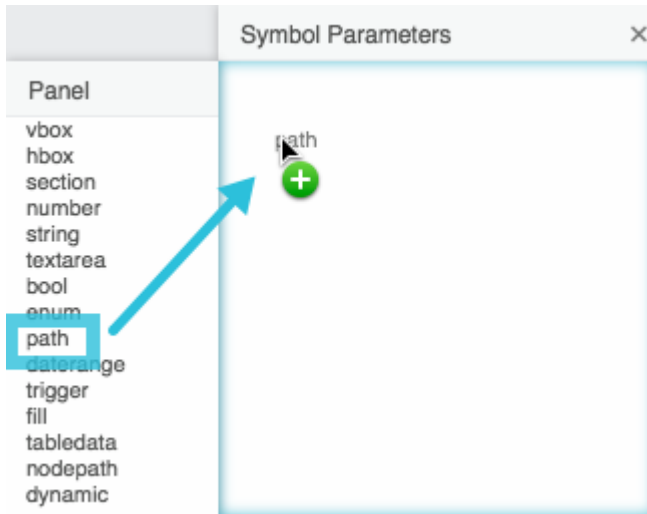 Symbol Parameters ×
Panel
vbox
hbox
section
number
string
textarea
bool
enum
path
daterange
trigger
fill
tabledata
nodepath
dynamic
path